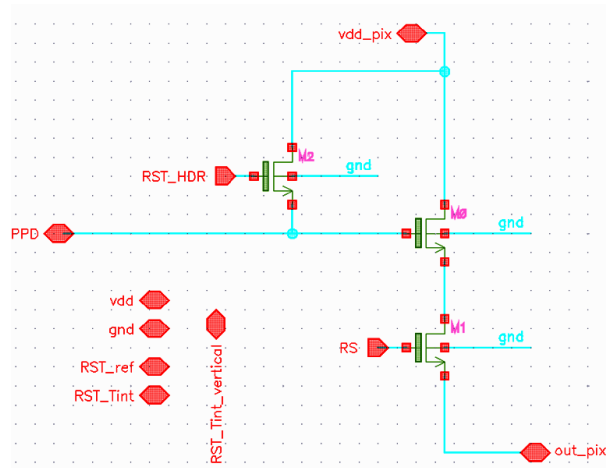 vdd_pix
M2
gnd
RST_HDR
M0
gnd
PPD
vdd
gnd
M1
gnd
RS
RST_ref
RST_Tint
RST_Tint_vertical
out_pix